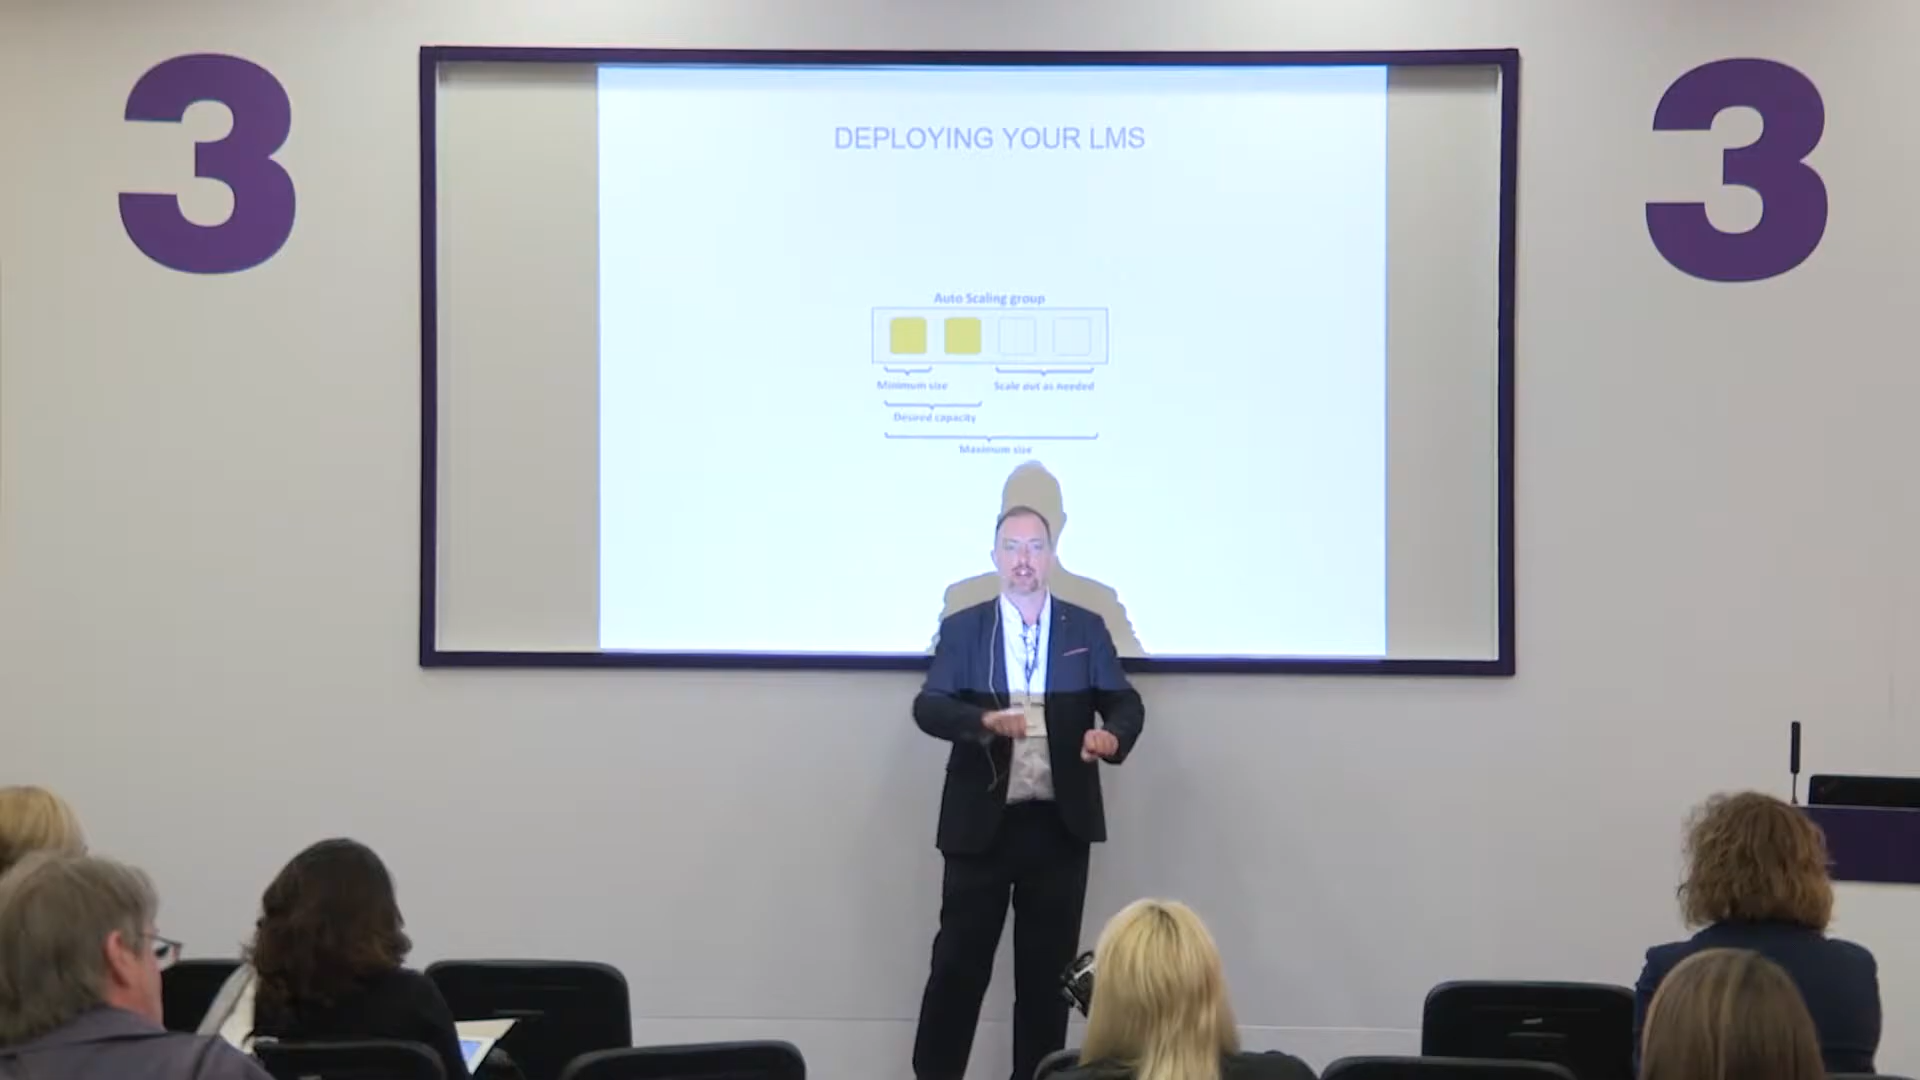 3
3
DEPLOYING YOUR LMS
Auto Scaling group
Minimum size
Scale out as needed
Desired capacity
Maximum size